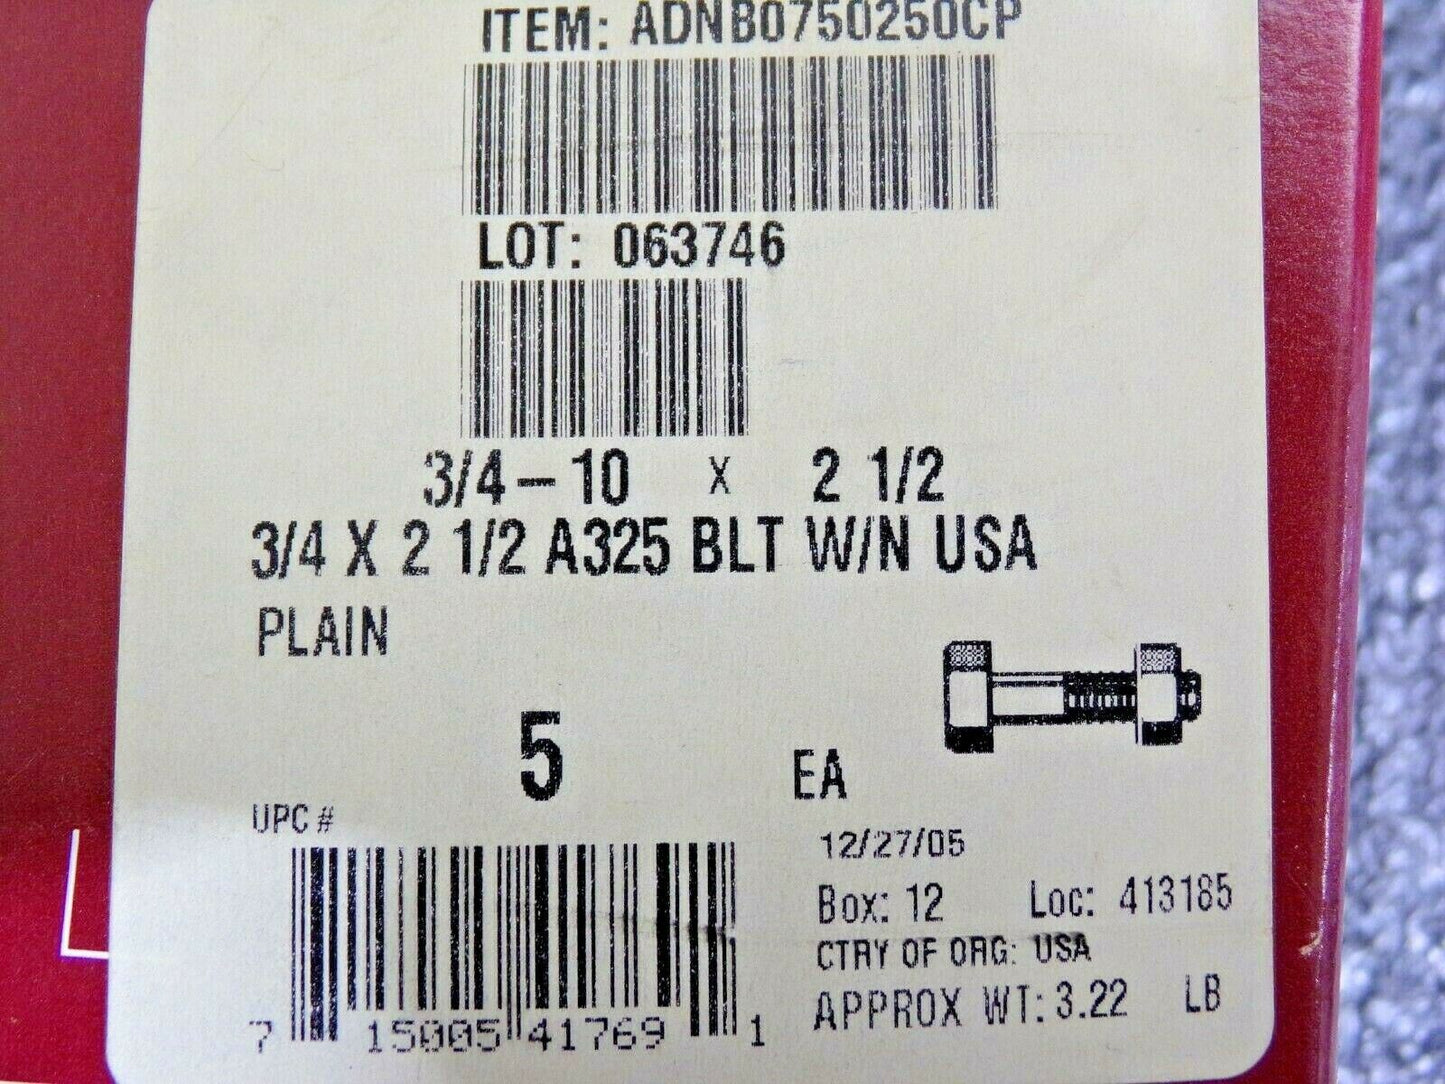 ITEM: ADNB0750250CP
LOT: 063746
3/4-10 X 2 1/2
3/4 X 2 1/2 A325 BLT W/N USA
PLAIN
5 EA
UPC #
12/27/05
Box: 12 Loc: 413185
CTRY OF ORG: USA
APPROX WT: 3.22 LB
7 15005 41769 1